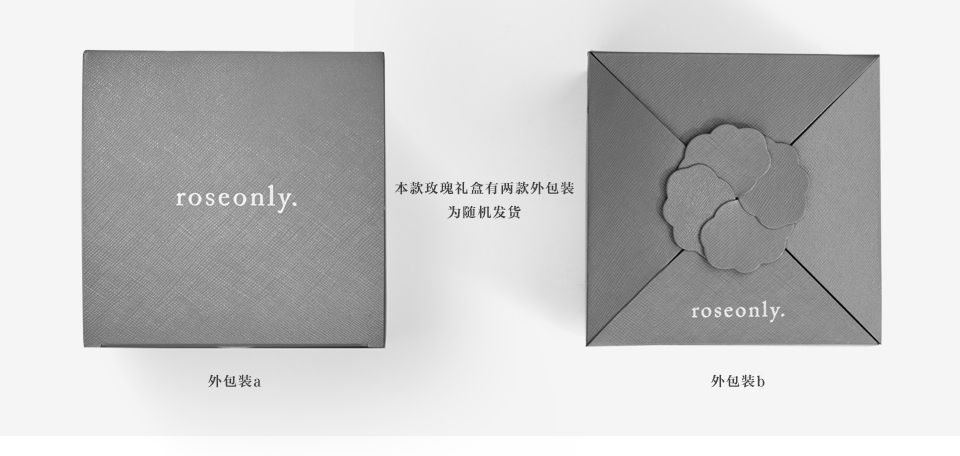 roseonly.
本款玫瑰礼盒有两款外包装
为随机发货
roseonly.
外包装a
外包装b